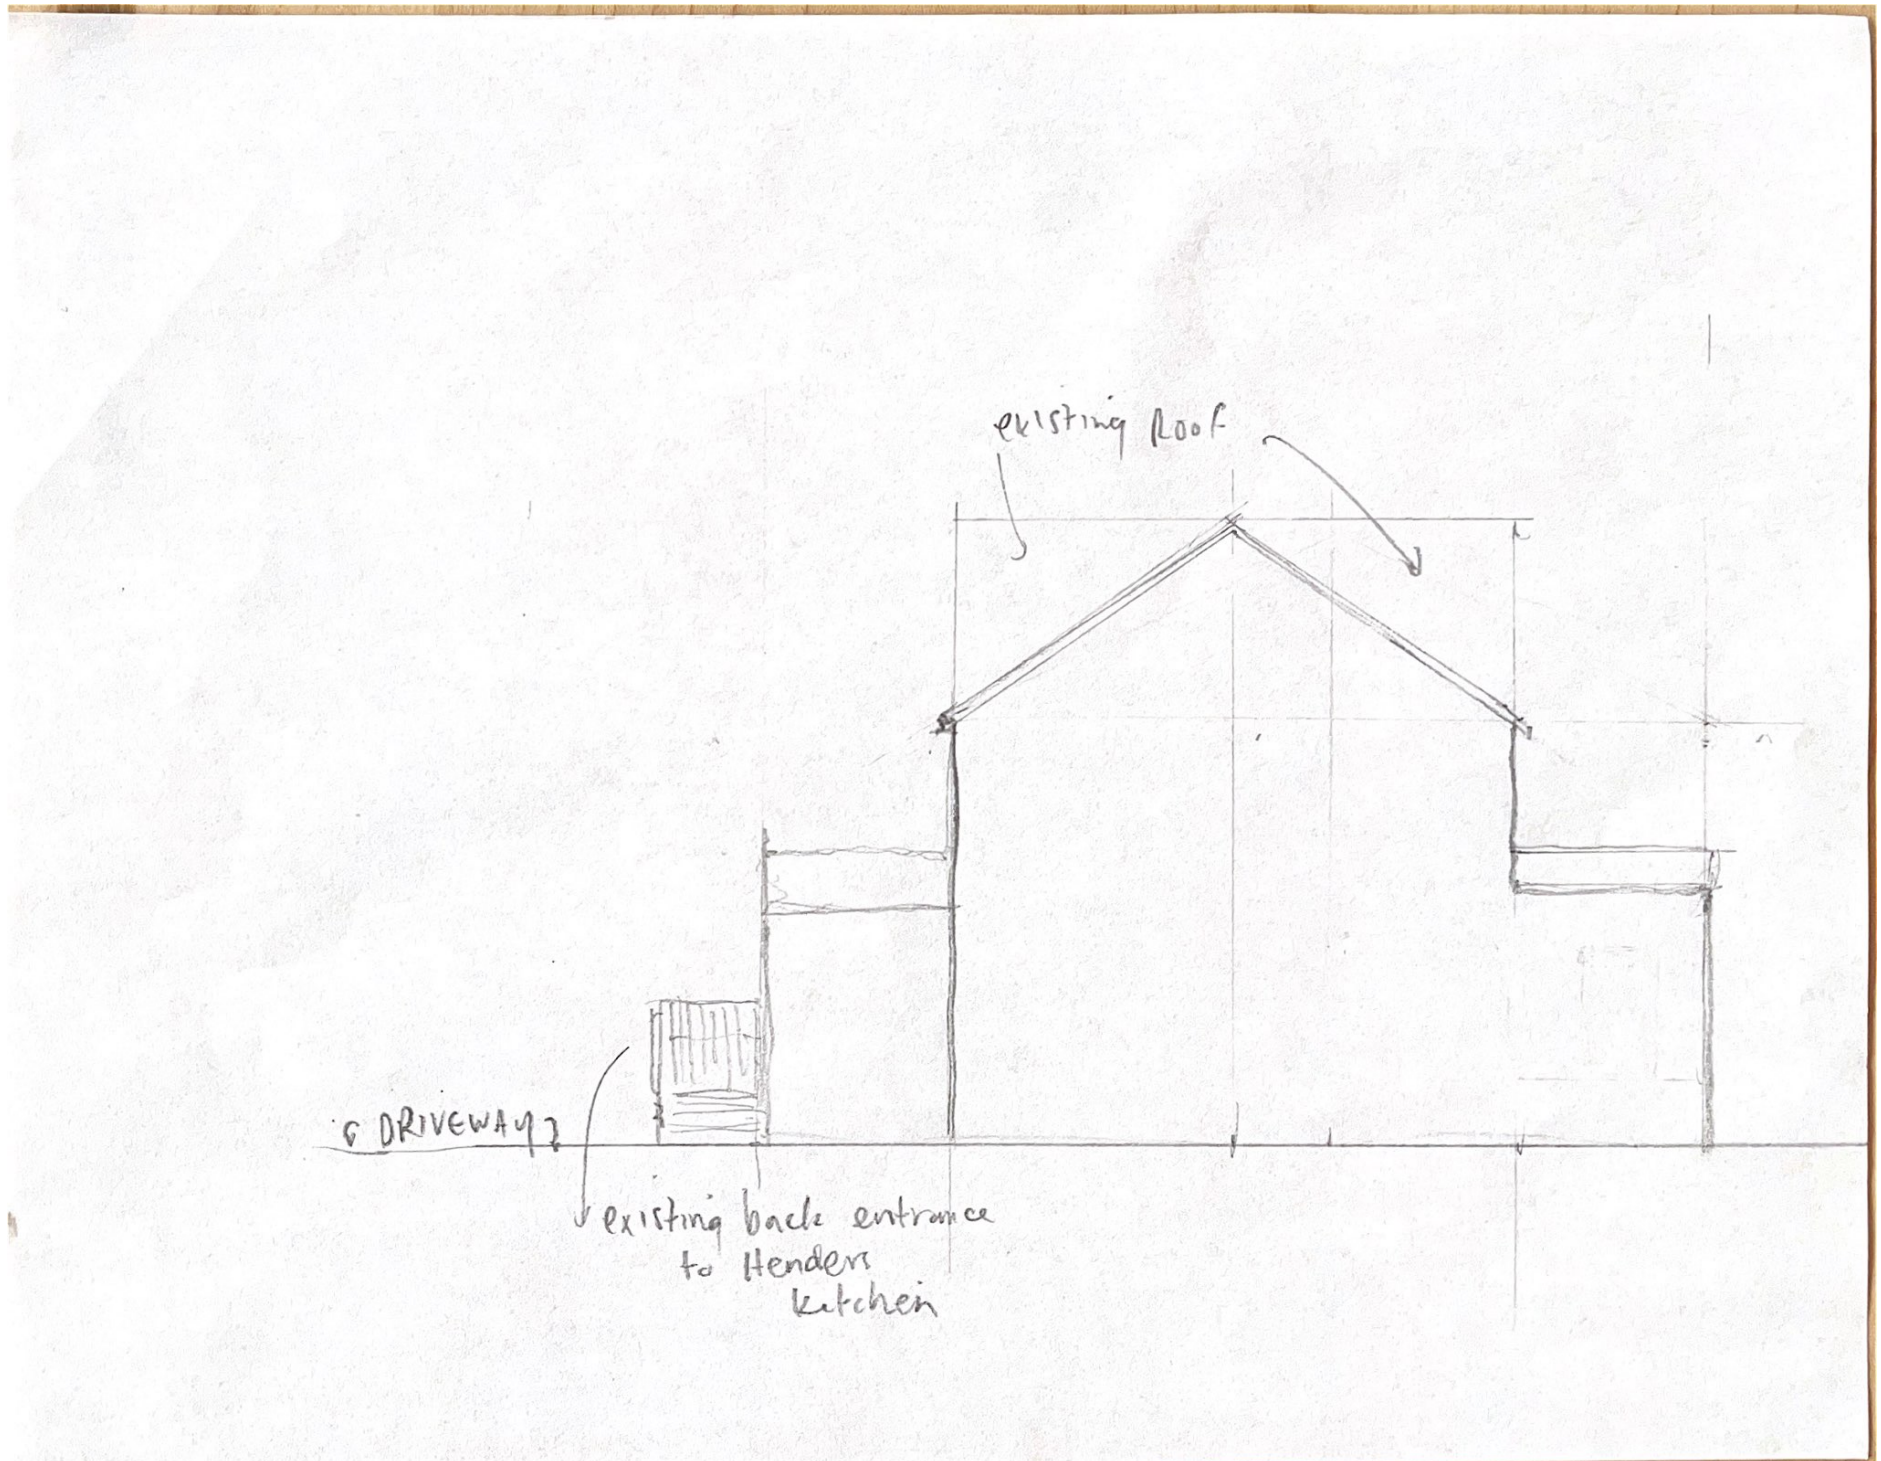 existing Roof
DRIVEWAY
existing back entrance
to Henders
kitchen